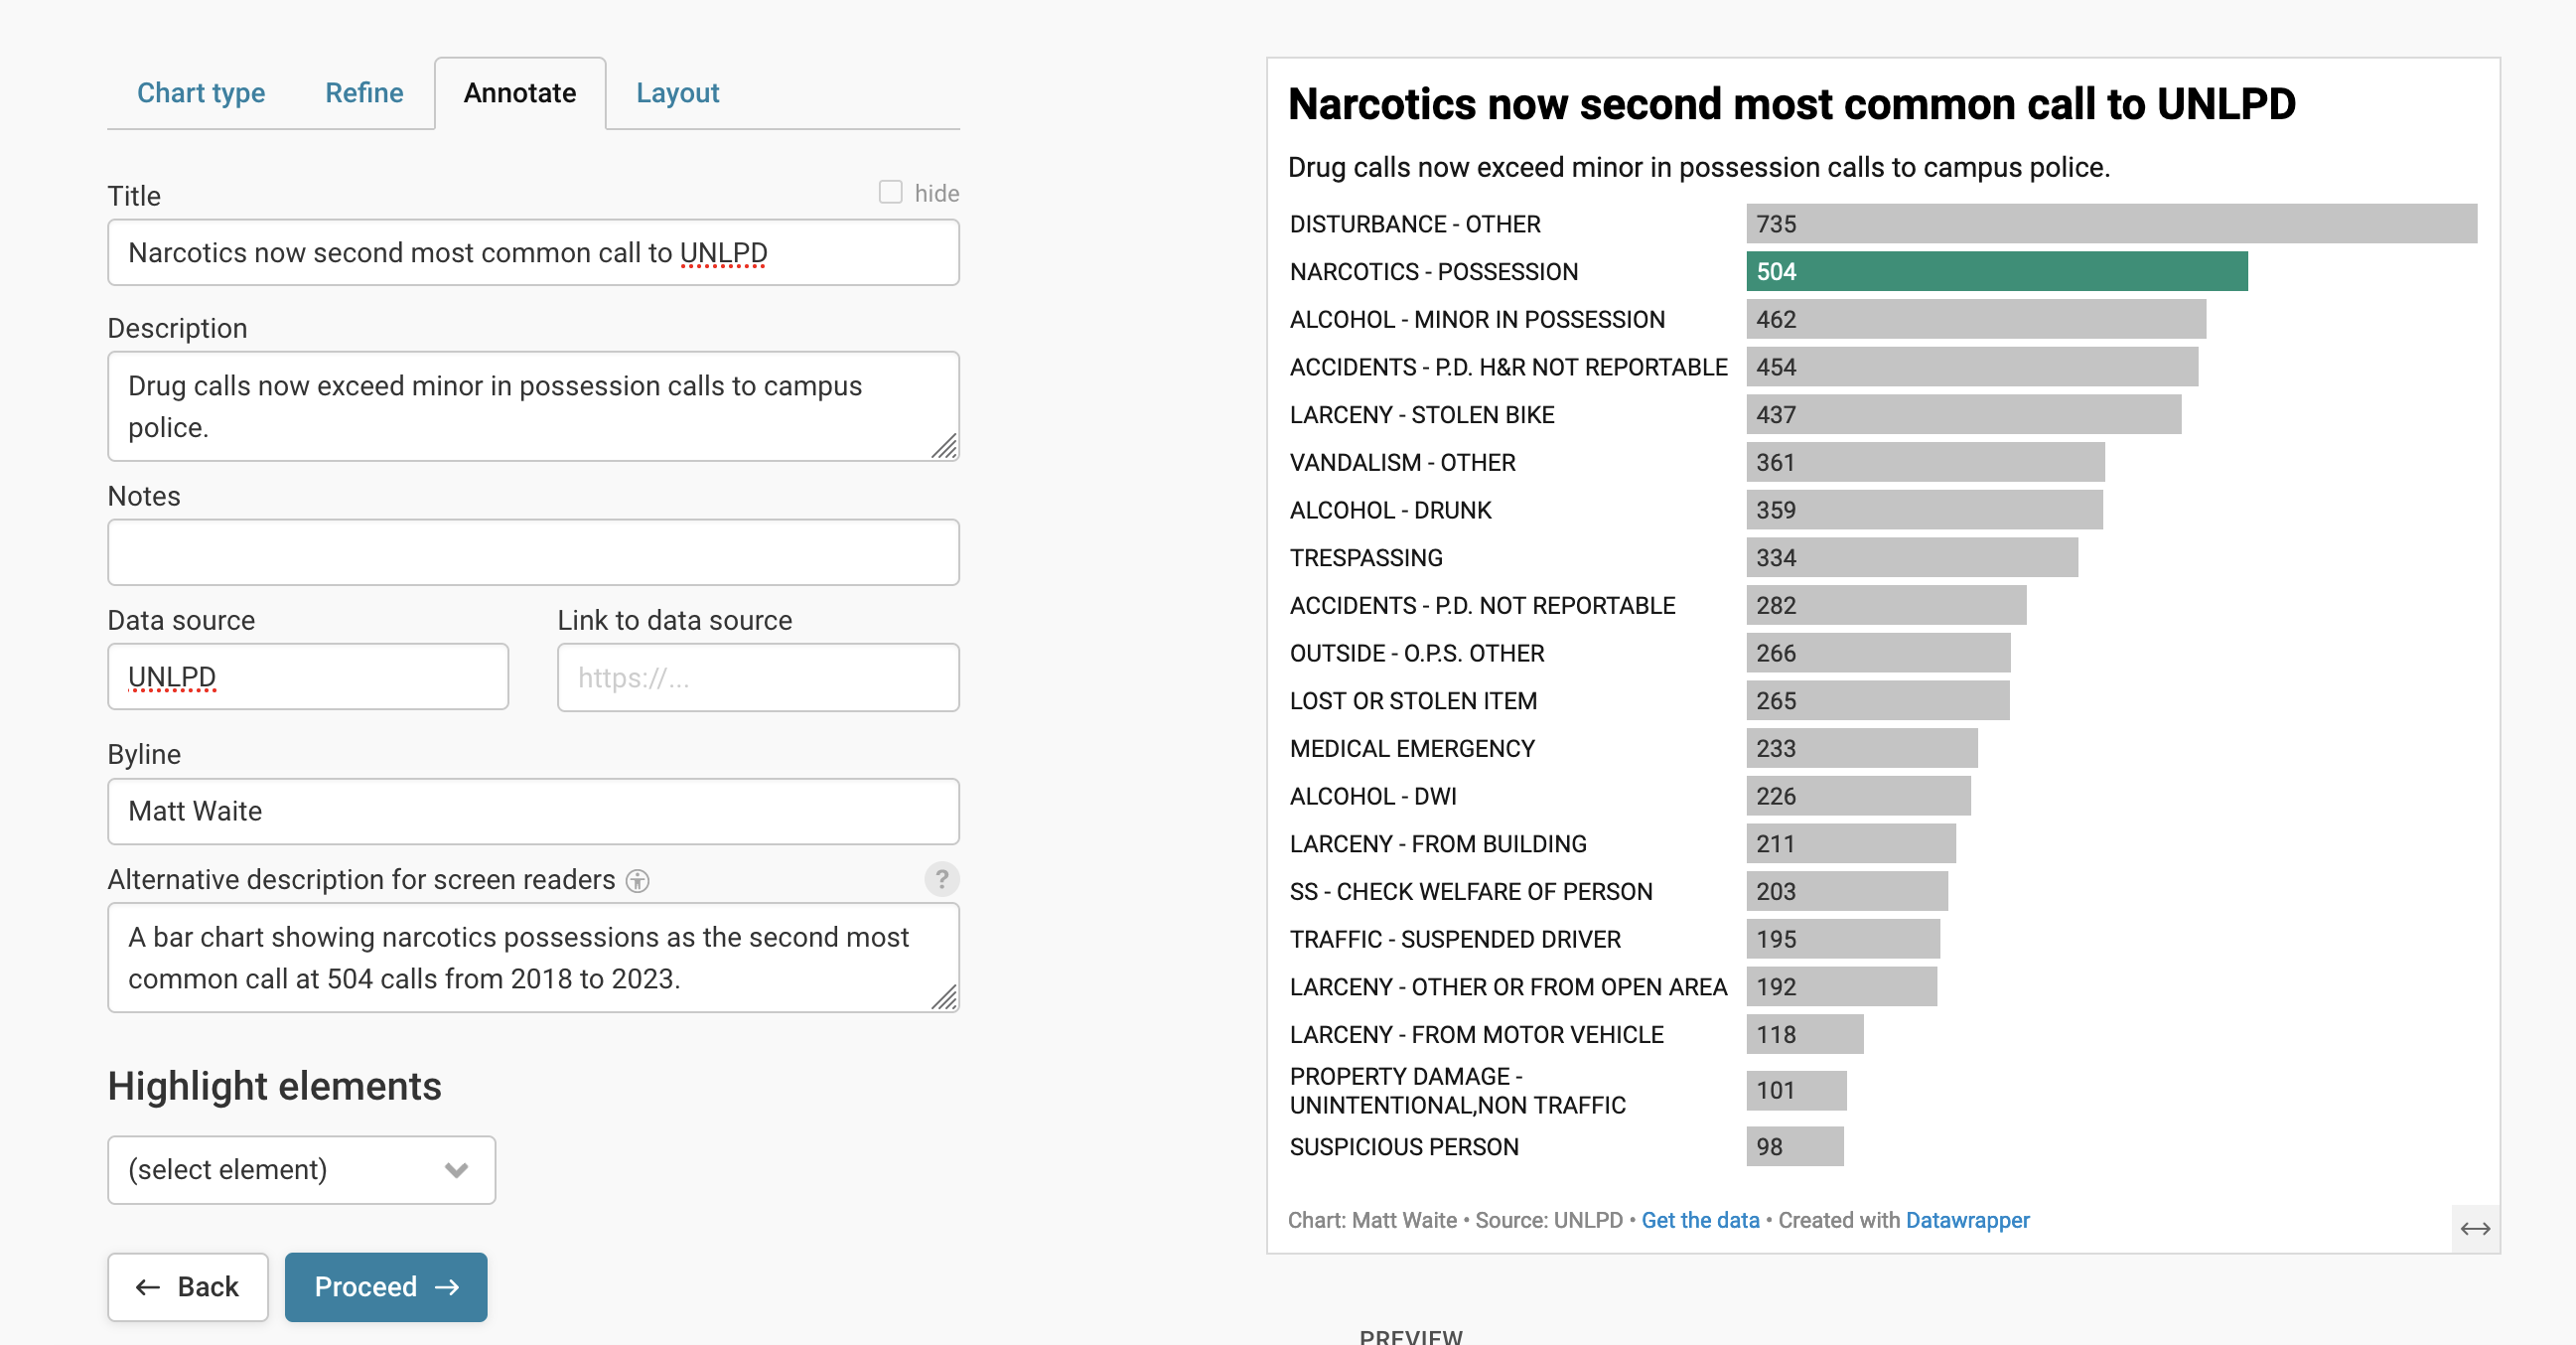 Chart type
Refine
Annotate
Layout
Title
hide
Narcotics now second most common call to UNLPD
Description
Drug calls now exceed minor in possession calls to campus
police.
Notes
Data source
Link to data source
UNLPD
https://...
Byline
Matt Waite
Alternative description for screen readers
?
A bar chart showing narcotics possessions as the second most
common call at 504 calls from 2018 to 2023.
Highlight elements
(select element)
Back
Proceed
Narcotics now second most common call to UNLPD
Drug calls now exceed minor in possession calls to campus police.
DISTURBANCE - OTHER 735
NARCOTICS - POSSESSION 504
ALCOHOL - MINOR IN POSSESSION 462
ACCIDENTS - P.D. H&R NOT REPORTABLE 454
LARCENY - STOLEN BIKE 437
VANDALISM - OTHER 361
ALCOHOL - DRUNK 359
TRESPASSING 334
ACCIDENTS - P.D. NOT REPORTABLE 282
OUTSIDE - O.P.S. OTHER 266
LOST OR STOLEN ITEM 265
MEDICAL EMERGENCY 233
ALCOHOL - DWI 226
LARCENY - FROM BUILDING 211
SS - CHECK WELFARE OF PERSON 203
TRAFFIC - SUSPENDED DRIVER 195
LARCENY - OTHER OR FROM OPEN AREA 192
LARCENY - FROM MOTOR VEHICLE 118
PROPERTY DAMAGE -
UNINTENTIONAL,NON TRAFFIC 101
SUSPICIOUS PERSON 98
Chart: Matt Waite • Source: UNLPD • Get the data • Created with Datawrapper
PREVIEW